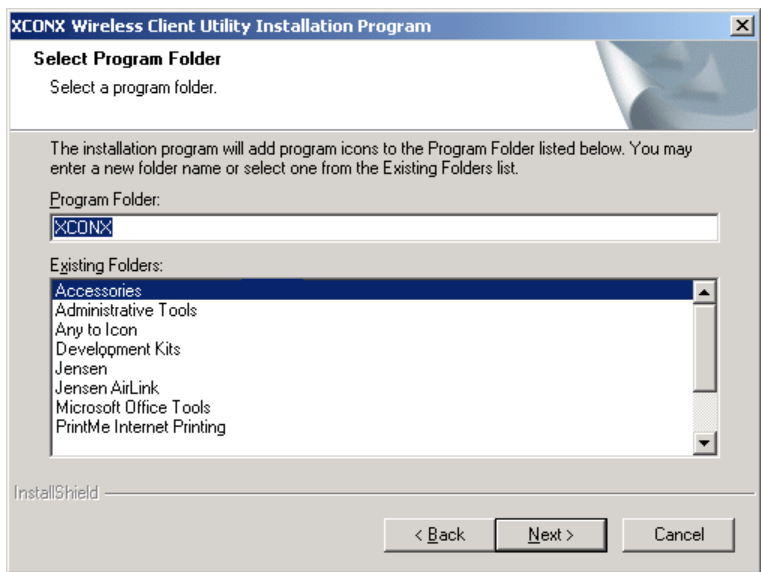 XCONX Wireless Client Utility Installation Program
Select Program Folder
Select a program folder.
The installation program will add program icons to the Program Folder listed below. You may
enter a new folder name or select one from the Existing Folders list.
Program Folder:
XCONX
Existing Folders:
Accessories
Administrative Tools
Any to Icon
Development Kits
Jensen
Jensen AirLink
Microsoft Office Tools
PrintMe Internet Printing
InstallShield
< Back
Next >
Cancel